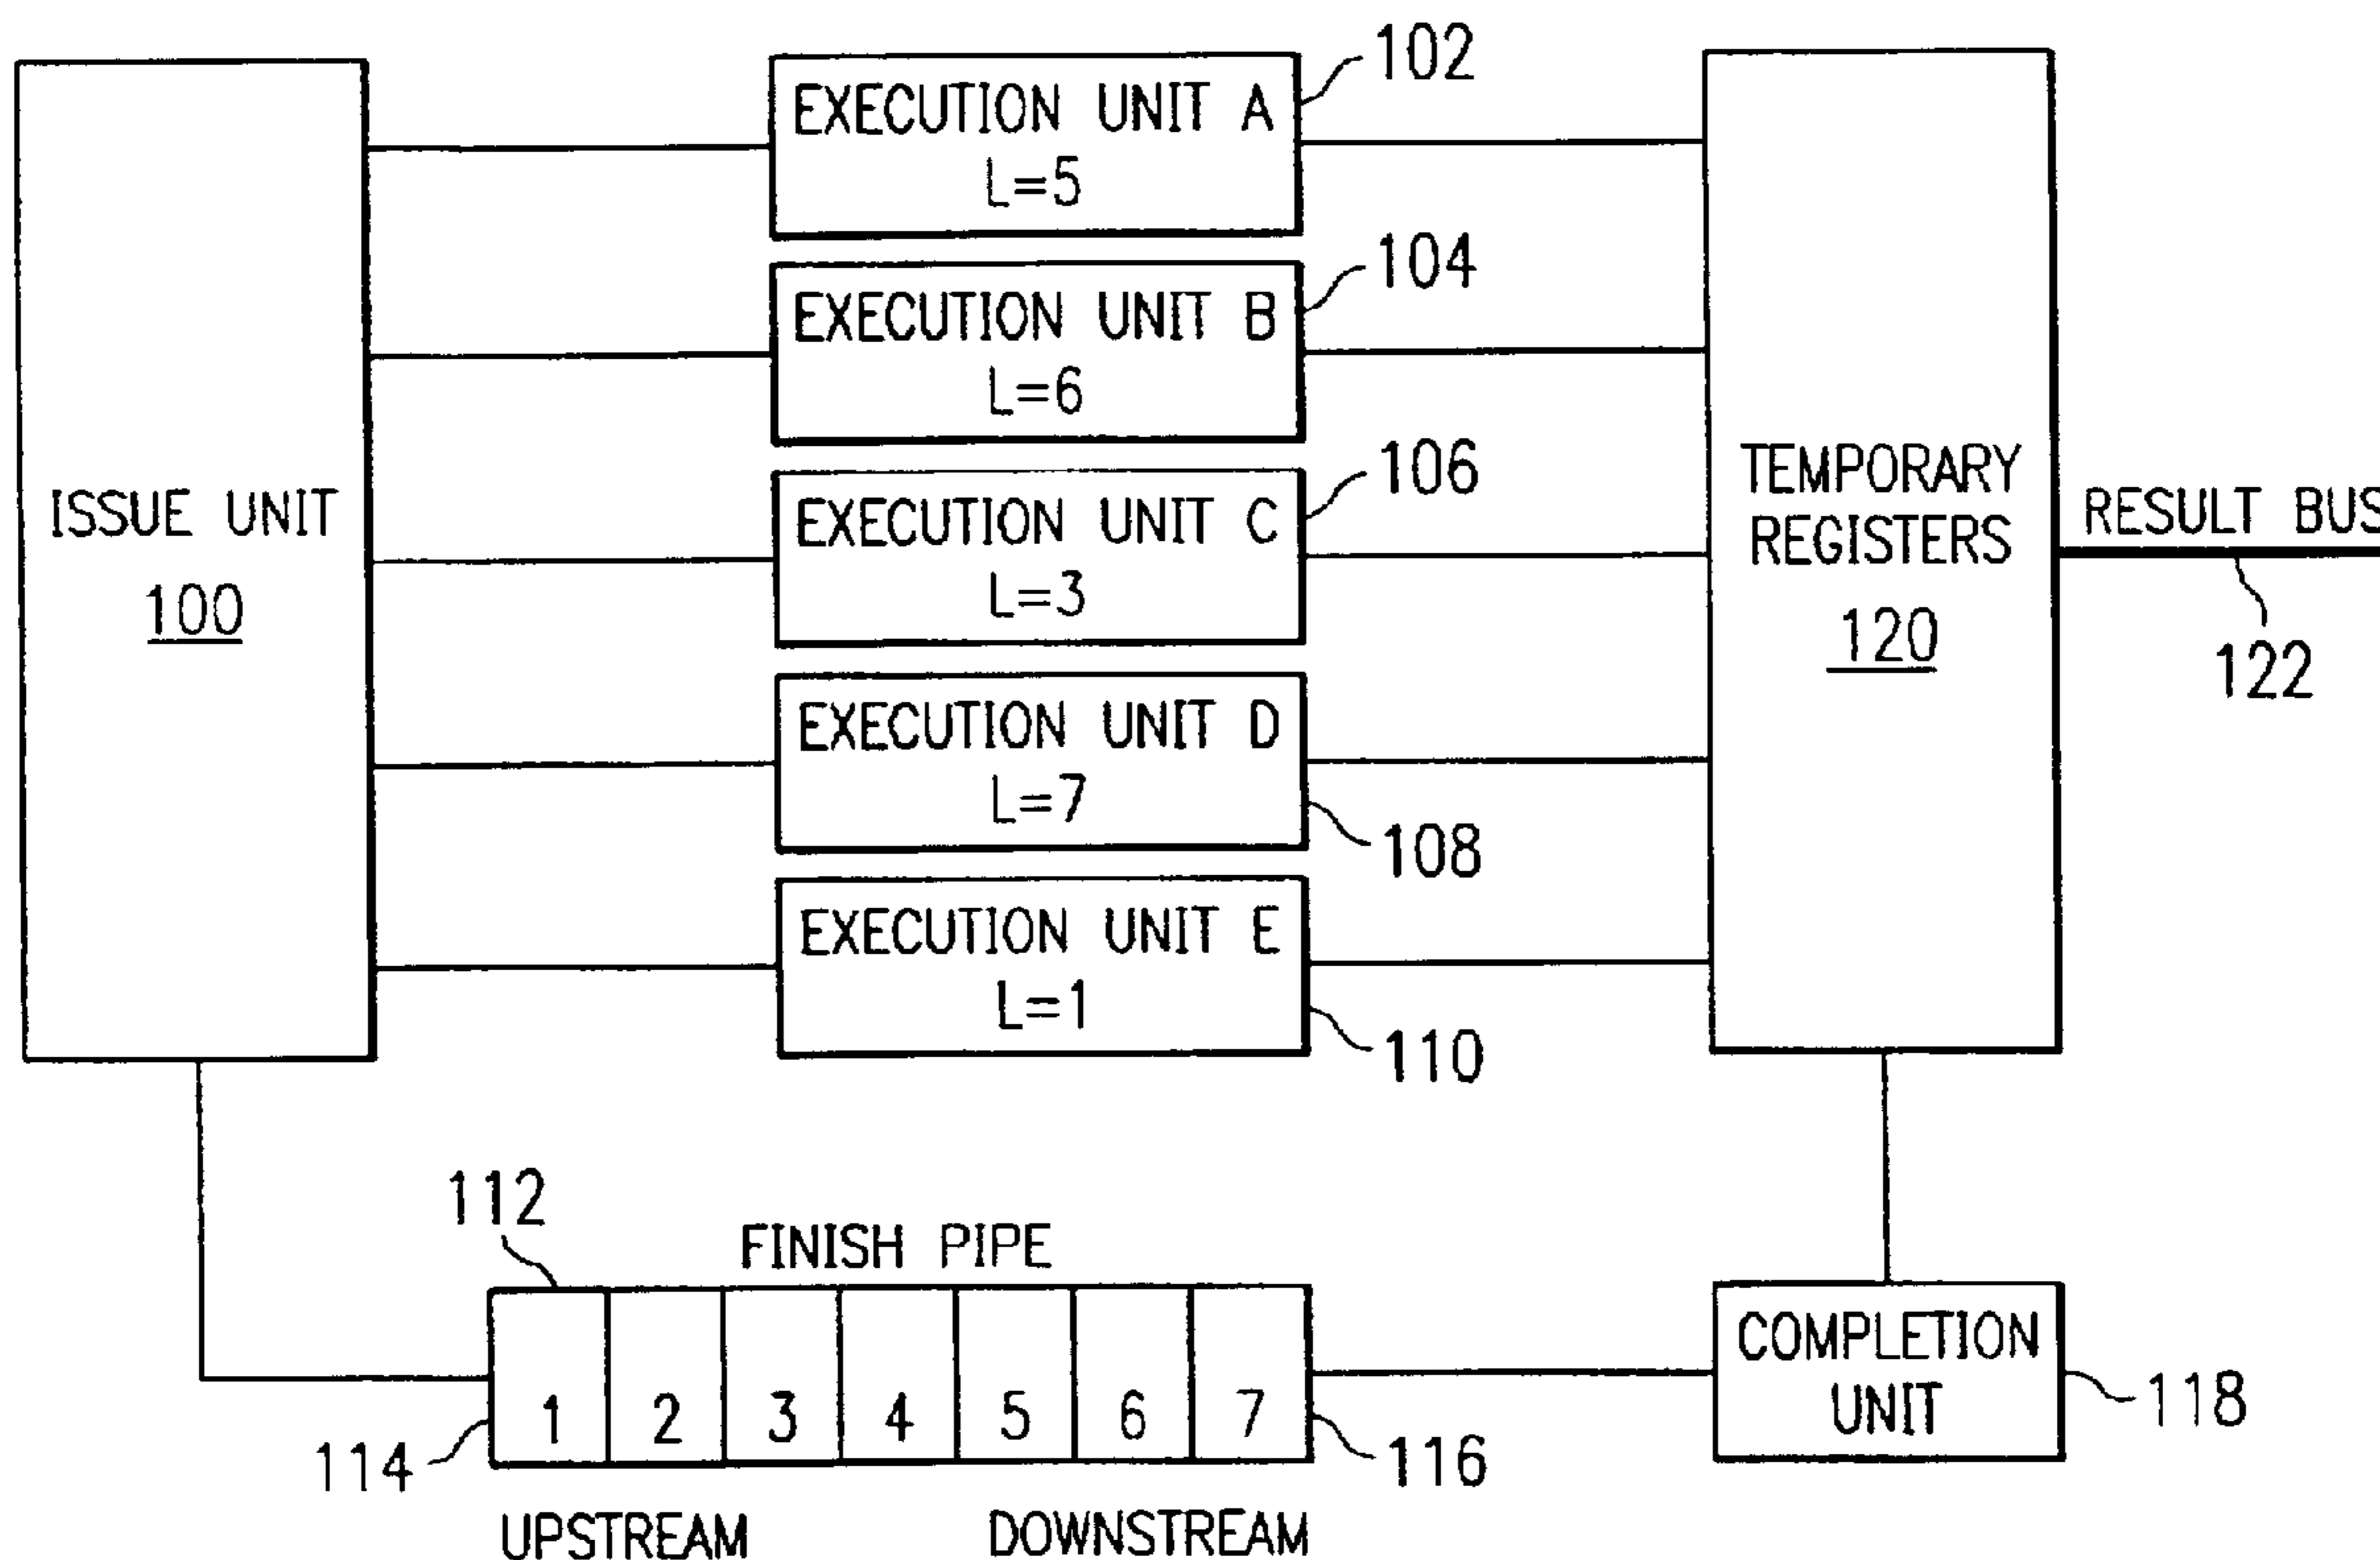 ISSUE UNIT
100
EXECUTION UNIT A
L=5
102
EXECUTION UNIT B
L=6
104
EXECUTION UNIT C
L=3
106
EXECUTION UNIT D
L=7
108
EXECUTION UNIT E
L=1
110
TEMPORARY
REGISTERS
120
RESULT BUS
122
112
FINISH PIPE
1 2 3 4 5 6 7
114
116
UPSTREAM
DOWNSTREAM
COMPLETION
UNIT
118